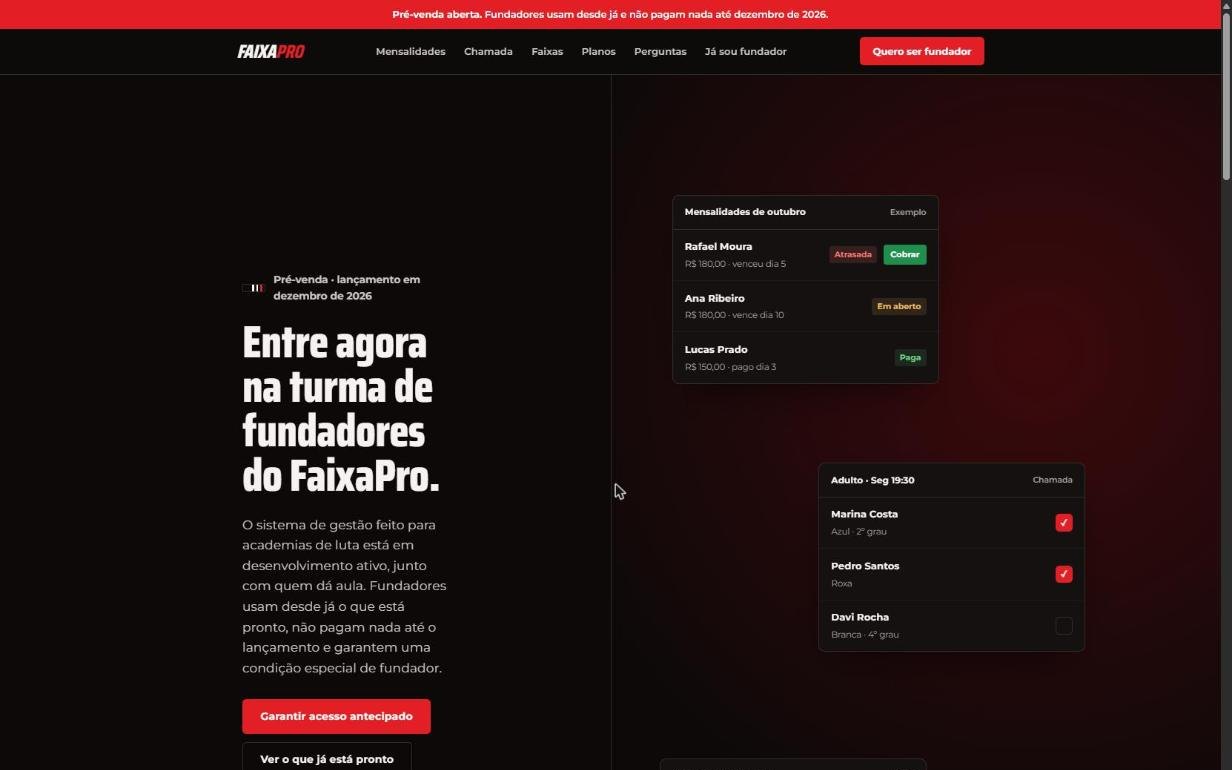 Pré-venda aberta. Fundadores usam desde já e não pagam nada até dezembro de 2026.
FAIXAPRO
Mensalidades
Chamada
Faixas
Planos
Perguntas
Já sou fundador
Quero ser fundador
Pré-venda · lançamento em
dezembro de 2026
Entre agora
na turma de
fundadores
do FaixaPro.
O sistema de gestão feito para
academias de luta está em
desenvolvimento ativo, junto
com quem dá aula. Fundadores
usam desde já o que está
pronto, não pagam nada até o
lançamento e garantem uma
condição especial de fundador.
Garantir acesso antecipado
Ver o que já está pronto
Mensalidades de outubro
Exemplo
Rafael Moura
R$ 180,00 · venceu dia 5
Atrasada
Cobrar
Ana Ribeiro
R$ 180,00 · vence dia 10
Em aberto
Lucas Prado
R$ 150,00 · pago dia 3
Paga
Adulto · Seg 19:30
Chamada
Marina Costa
Azul · 2º grau
Pedro Santos
Roxa
Davi Rocha
Branca · 4º grau